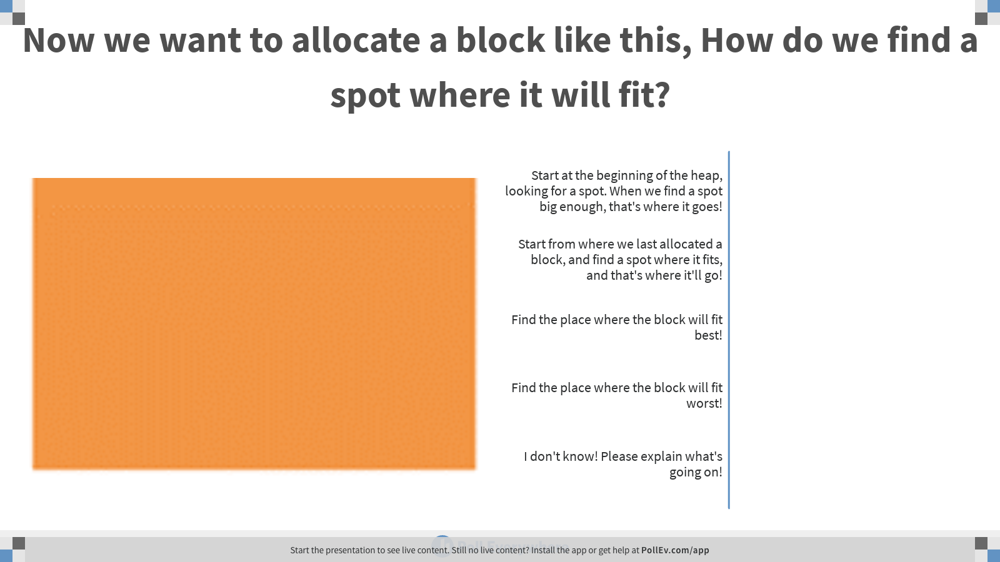 Now we want to allocate a block like this, How do we find a
spot where it will fit?
Start at the beginning of the heap,
looking for a spot. When we find a spot
big enough, that's where it goes!
Start from where we last allocated a
block, and find a spot where it fits,
and that's where it'll go!
Find the place where the block will fit
best!
Find the place where the block will fit
worst!
I don't know! Please explain what's
going on!
Start the presentation to see live content. Still no live content? Install the app or get help at PollEv.com/app